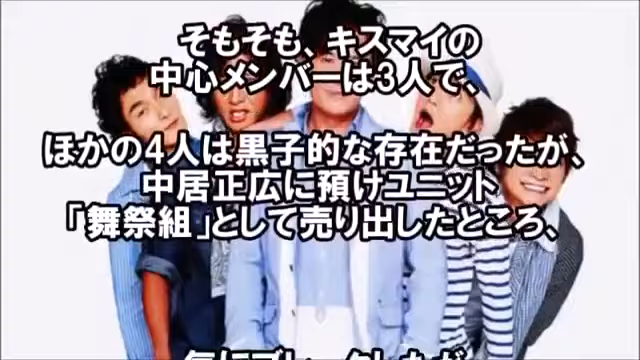 そもそも、キスマイの
中心メンバーは3人で、
ほかの4人は黒子的な存在だったが、
中居正広に預けユニット
「舞祭組」として売り出したところ、